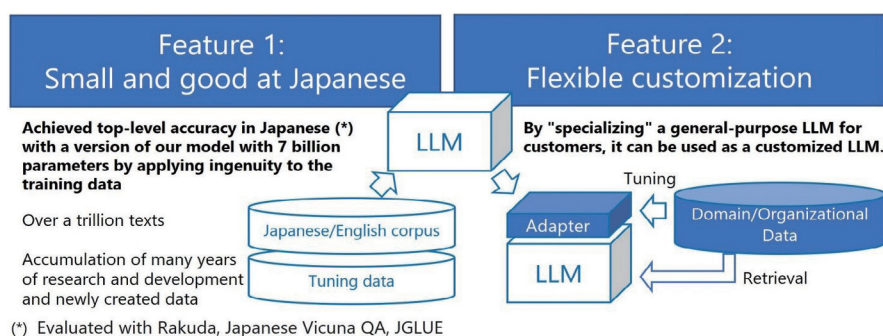 Feature 1:
Small and good at Japanese
Feature 2:
Flexible customization
Achieved top-level accuracy in Japanese (*)
with a version of our model with 7 billion
parameters by applying ingenuity to the
training data
Over a trillion texts
Accumulation of many years
of research and development
and newly created data
LLM
Japanese/English corpus
Tuning data
By "specializing" a general-purpose LLM for
customers, it can be used as a customized LLM.
Tuning
Adapter
Domain/Organizational
Data
LLM
Retrieval
(*) Evaluated with Rakuda, Japanese Vicuna QA, JGLUE